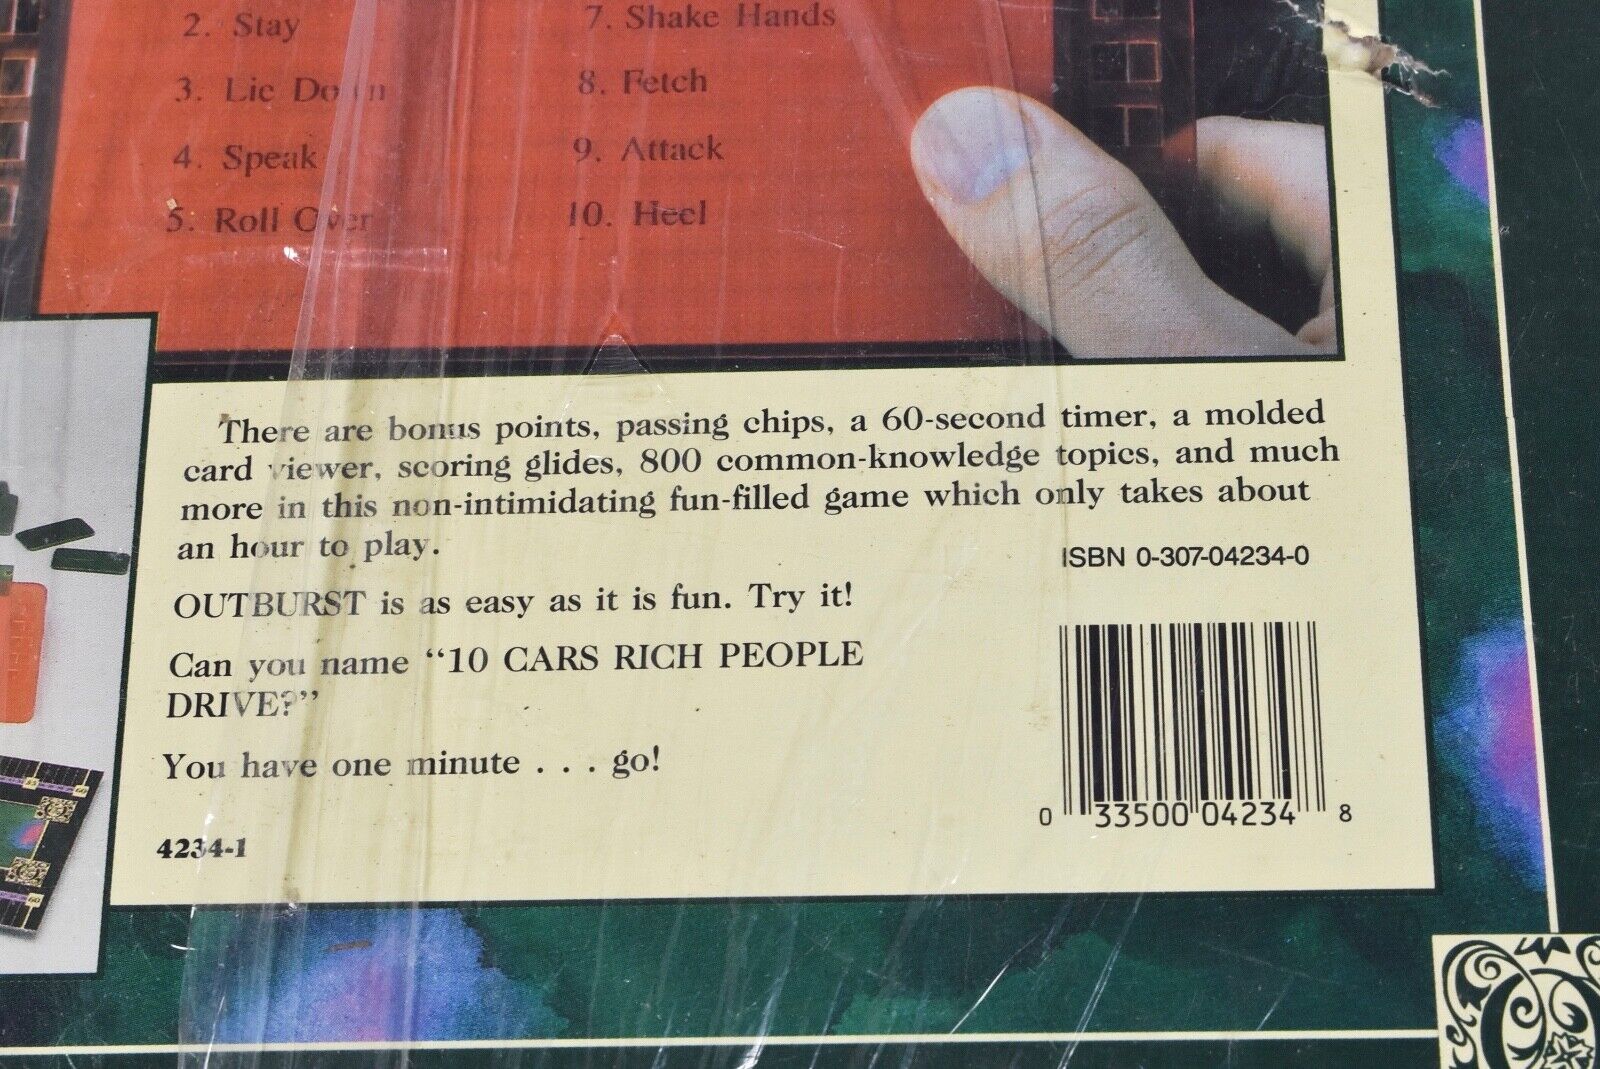 2. Stay
3. Lie Down
4. Speak
5. Roll Over
7. Shake Hands
8. Fetch
9. Attack
10. Heel
There are bonus points, passing chips, a 60-second timer, a molded
card viewer, scoring glides, 800 common-knowledge topics, and much
more in this non-intimidating fun-filled game which only takes about
an hour to play.
ISBN 0-307-04234-0
OUTBURST is as easy as it is fun. Try it!
Can you name “10 CARS RICH PEOPLE
DRIVE?”
You have one minute . . . go!
0 33500 04234 8
4234-1
60